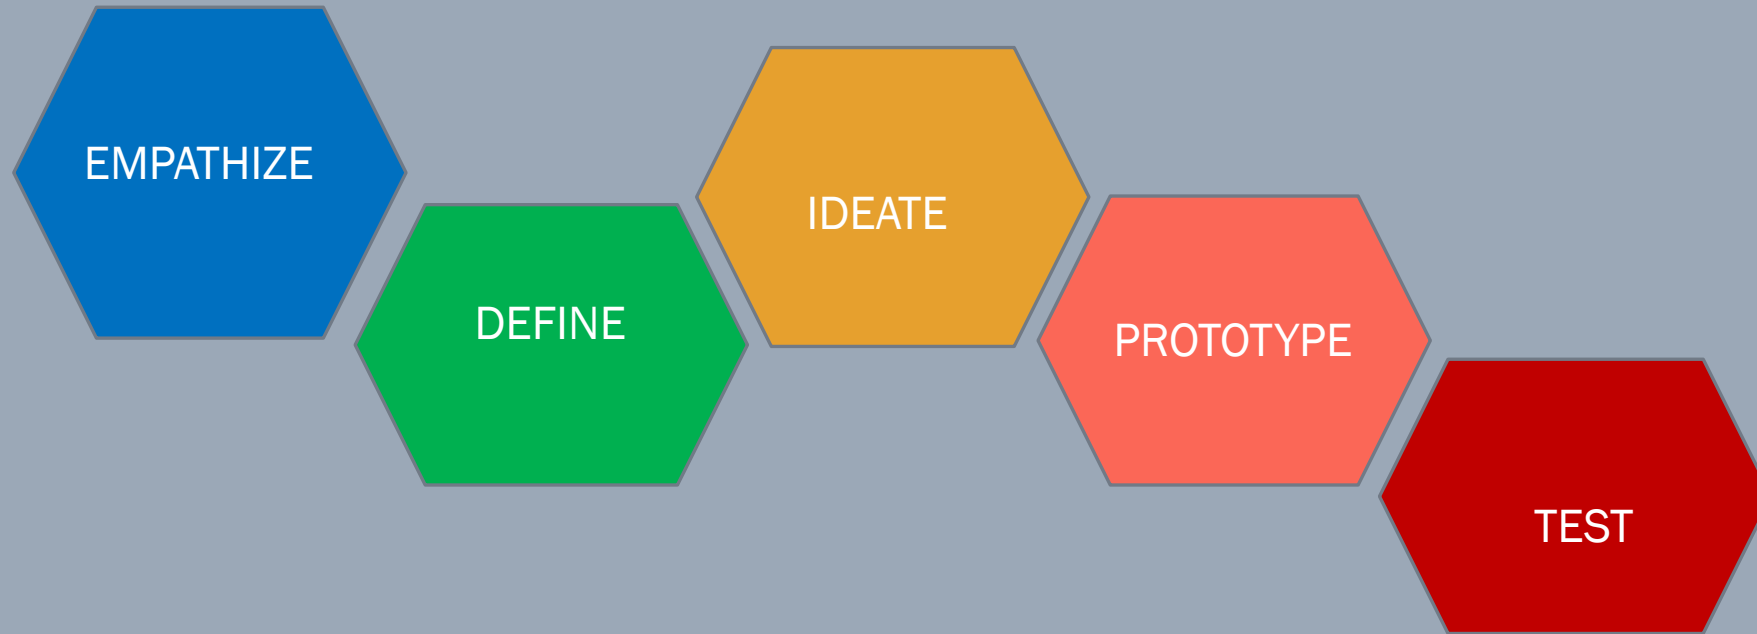 EMPATHIZE
DEFINE
IDEATE
PROTOTYPE
TEST